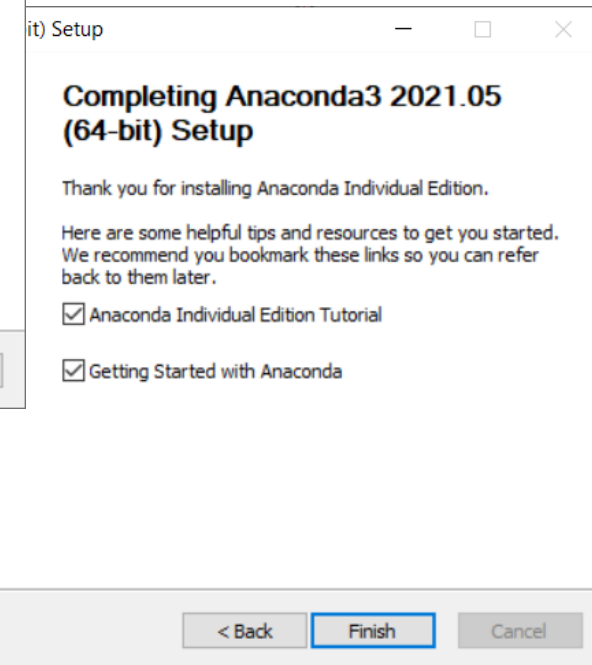 it) Setup
Completing Anaconda3 2021.05
(64-bit) Setup
Thank you for installing Anaconda Individual Edition.
Here are some helpful tips and resources to get you started.
We recommend you bookmark these links so you can refer
back to them later.
Anaconda Individual Edition Tutorial
Getting Started with Anaconda
< Back Finish Cancel